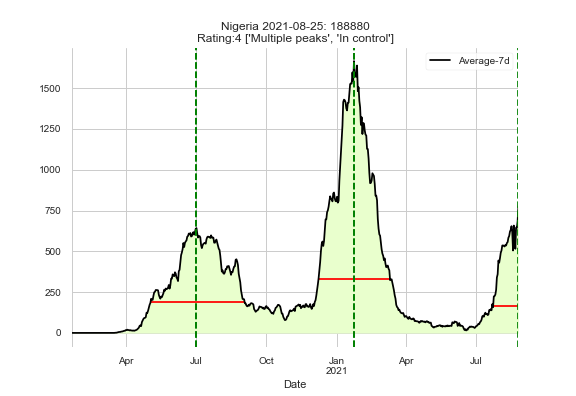 Nigeria 2021-08-25: 188880
Rating:4 ['Multiple peaks', 'In control']
Average-7d
1500
1250
1000
750
500
250
0
Apr Jul Oct Jan Apr Jul
2021
Date